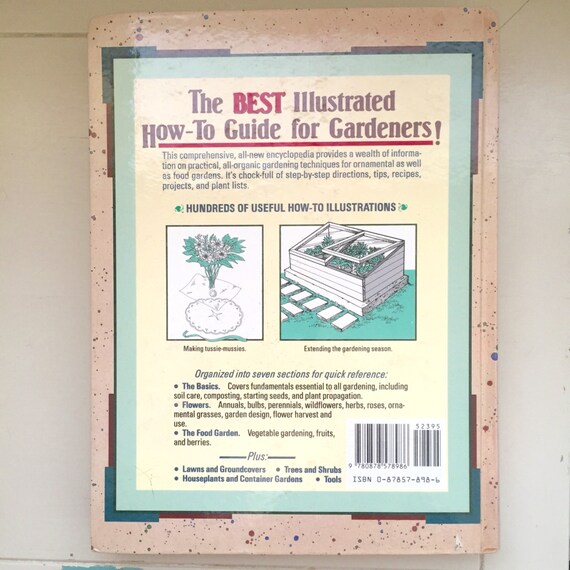 The BEST Illustrated
How-To Guide for Gardeners!
This comprehensive, all-new encyclopedia provides a wealth of informa-
tion on practical, all-organic gardening techniques for ornamental as well
as food gardens. It's chock-full of step-by-step directions, tips, recipes,
projects, and plant lists.
HUNDREDS OF USEFUL HOW-TO ILLUSTRATIONS
Making tussie-mussies.
Extending the gardening season.
Organized into seven sections for quick reference:
• The Basics. Covers fundamentals essential to all gardening, including
soil care, composting, starting seeds, and plant propagation.
• Flowers. Annuals, bulbs, perennials, wildflowers, herbs, roses, orna-
mental grasses, garden design, flower harvest and
use.
• The Food Garden. Vegetable gardening, fruits,
and berries.
Plus:
• Lawns and Groundcovers • Trees and Shrubs
• Houseplants and Container Gardens • Tools
52395
9 780878 578986
ISBN 0-87857-898-6